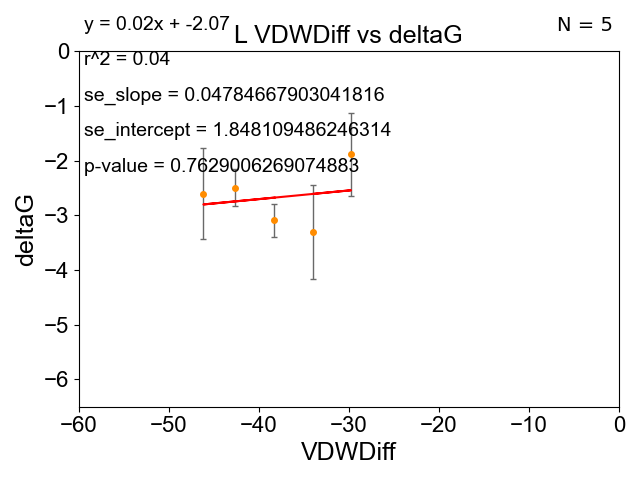 y = 0.02x + -2.07
N = 5
L VDWDiff vs deltaG
r^2 = 0.04
se_slope = 0.04784667903041816
se_intercept = 1.848109486246314
p-value = 0.7629006269074883
0
−1
−2
−3
−4
−5
−6
deltaG
−60 −50 −40 −30 −20 −10 0
VDWDiff